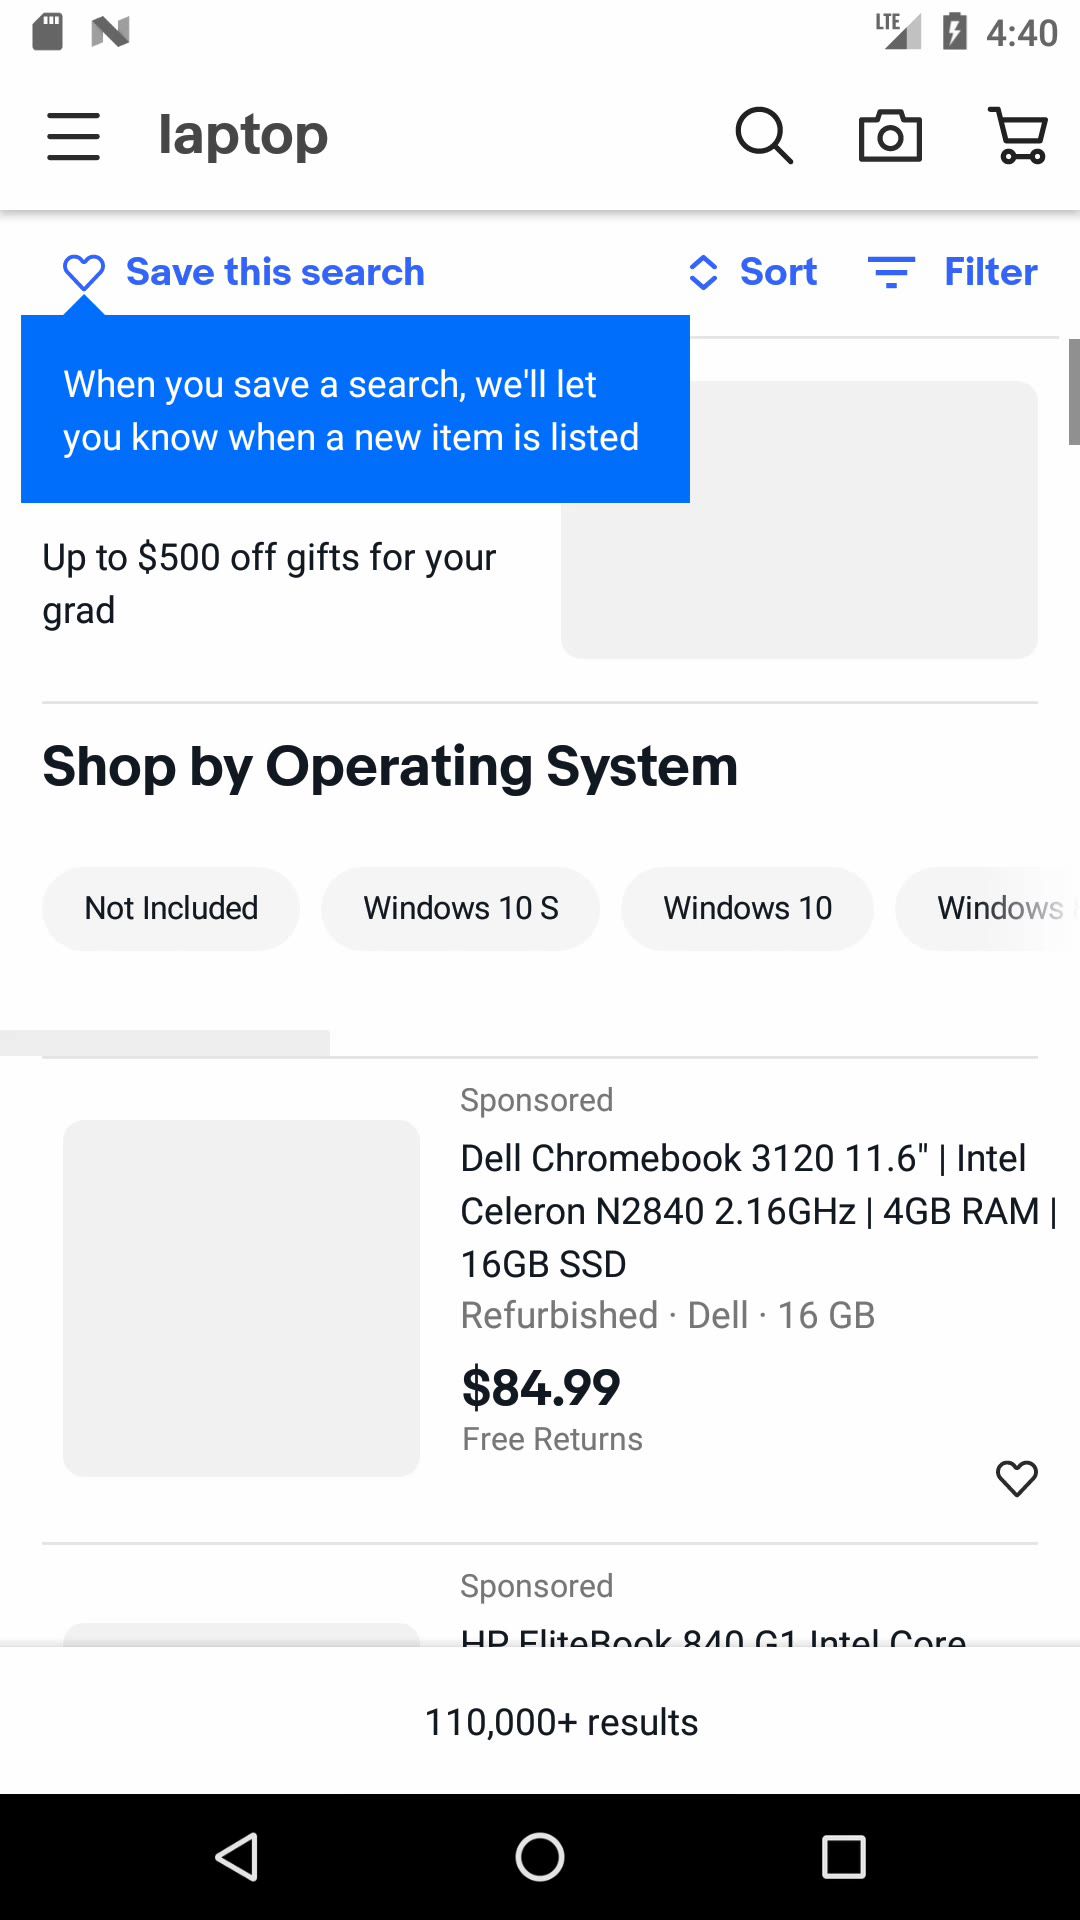 LTE 4:40
laptop
Save this search
Sort
Filter
When you save a search, we'll let
you know when a new item is listed
Up to $500 off gifts for your
grad
Shop by Operating System
Not Included
Windows 10 S
Windows 10
Windows
Sponsored
Dell Chromebook 3120 11.6" | Intel
Celeron N2840 2.16GHz | 4GB RAM |
16GB SSD
Refurbished · Dell · 16 GB
$84.99
Free Returns
Sponsored
HP EliteBook 840 G1 Intel Core
110,000+ results